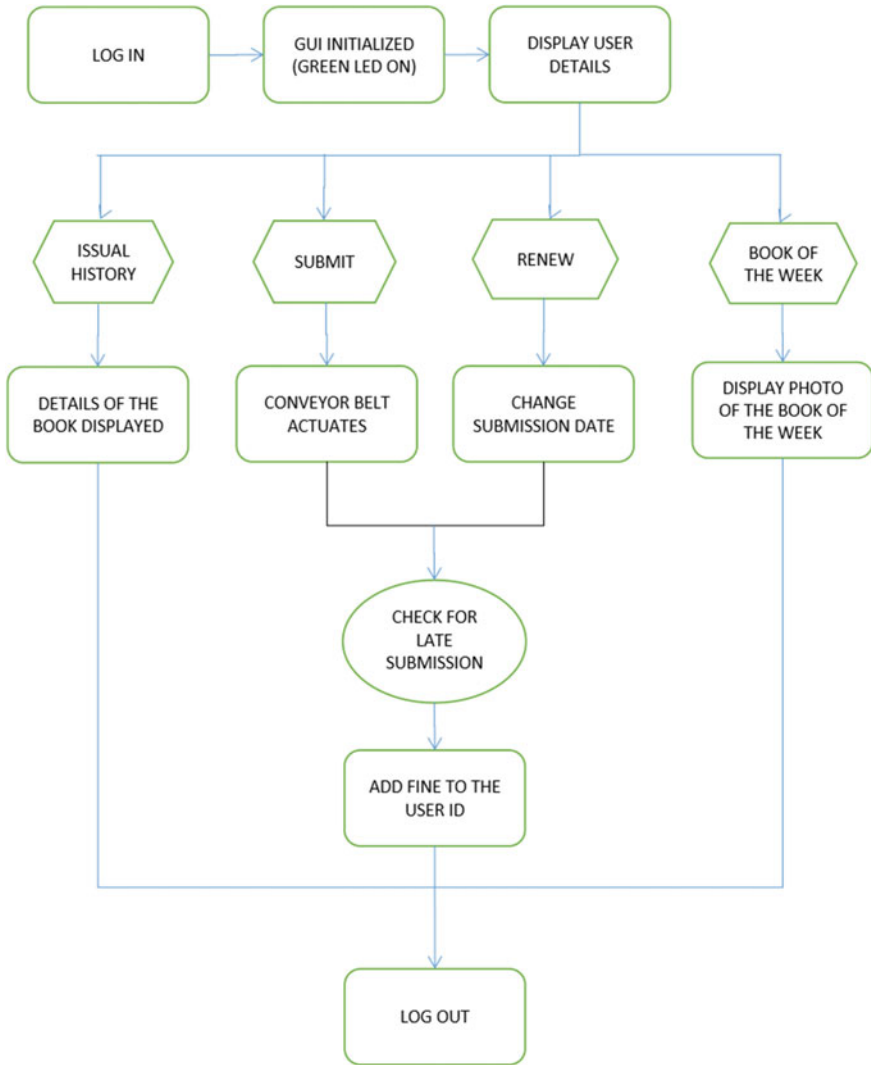 LOG IN
GUI INITIALIZED
(GREEN LED ON)
DISPLAY USER
DETAILS
ISSUAL
HISTORY
SUBMIT
RENEW
BOOK OF
THE WEEK
DETAILS OF THE
BOOK DISPLAYED
CONVEYOR BELT
ACTUATES
CHANGE
SUBMISSION DATE
DISPLAY PHOTO
OF THE BOOK OF
THE WEEK
CHECK FOR
LATE
SUBMISSION
ADD FINE TO THE
USER ID
LOG OUT